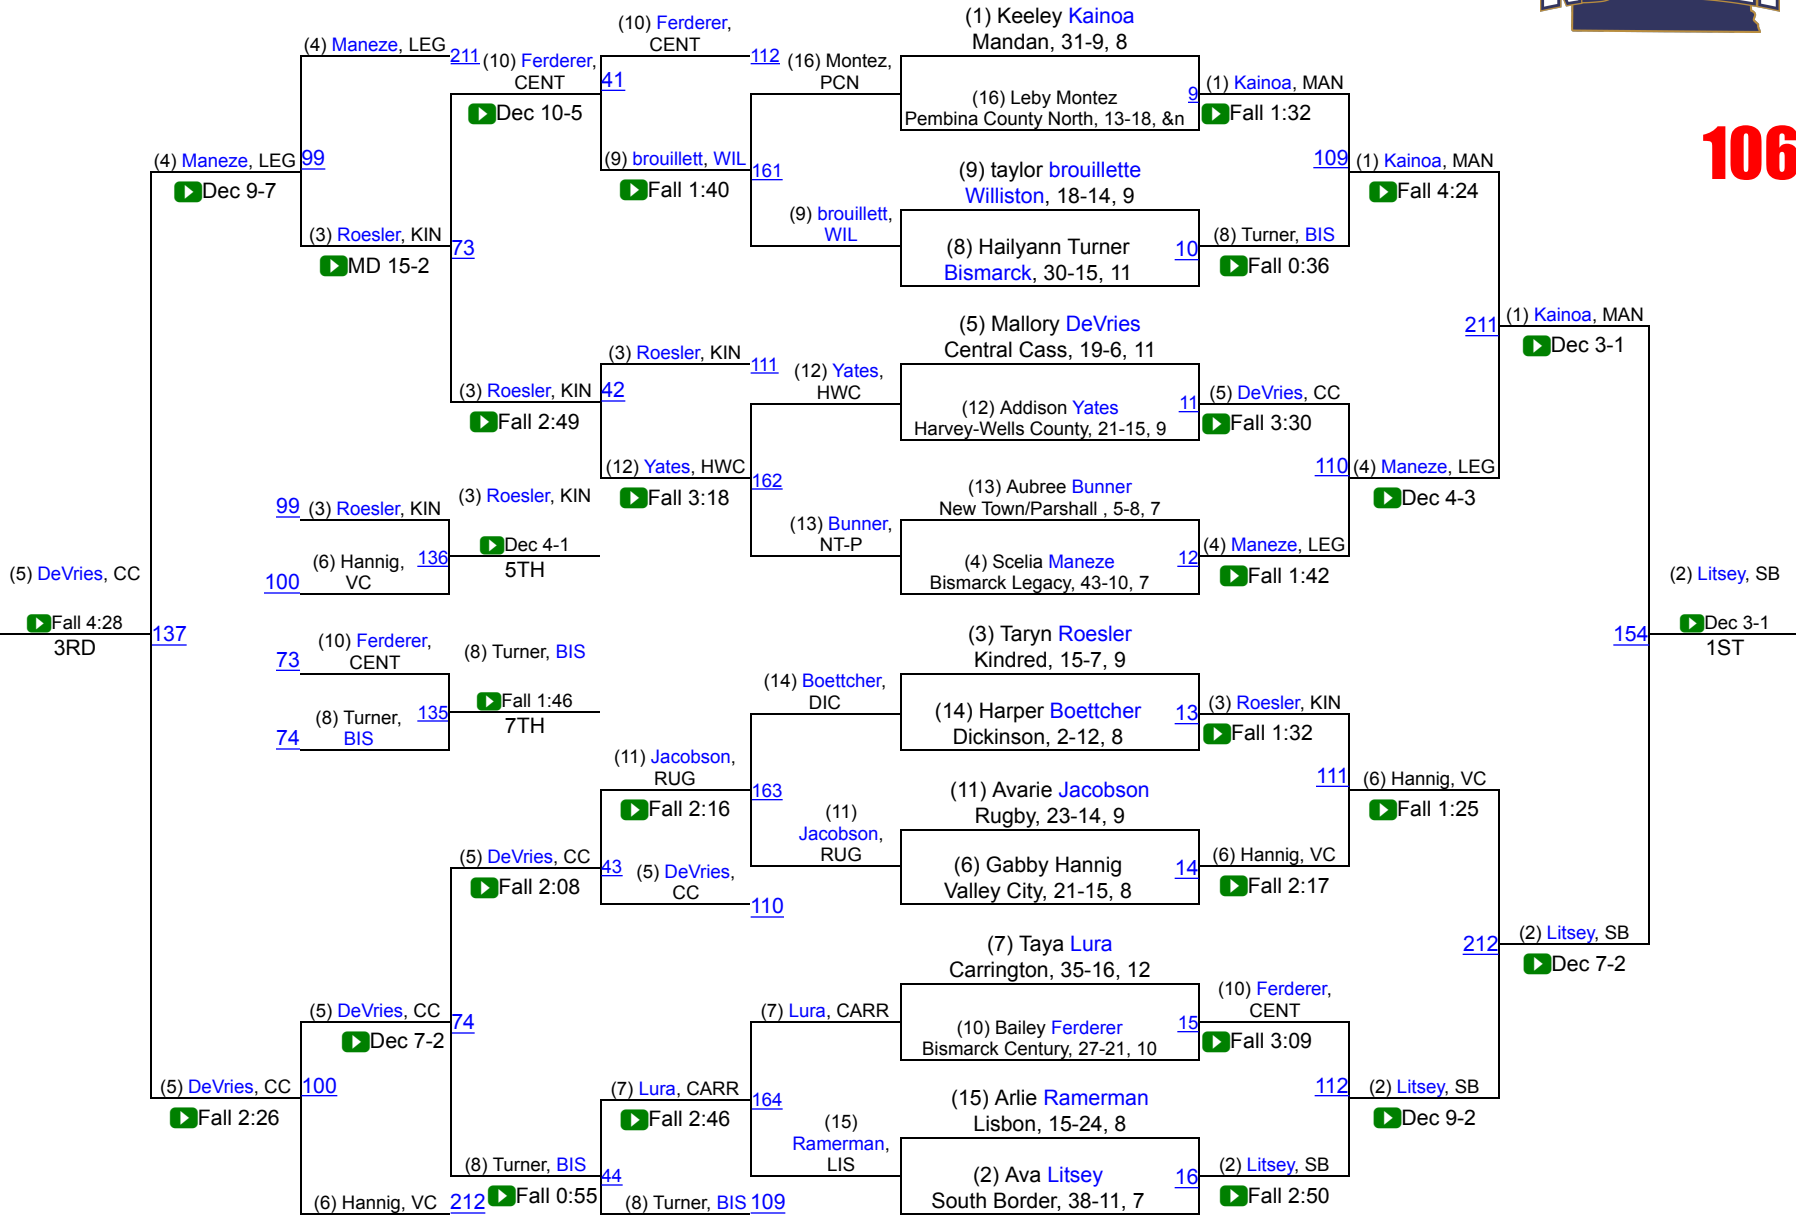 (1) Keeley Kainoa
Mandan, 31-9, 8
(16) Leby Montez
Pembina County North, 13-18, &n
(9) taylor brouillette
Williston, 18-14, 9
(8) Hailyann Turner
Bismarck, 30-15, 11
(5) Mallory DeVries
Central Cass, 19-6, 11
(12) Addison Yates
Harvey-Wells County, 21-15, 9
(13) Aubree Bunner
New Town/Parshall , 5-8, 7
(4) Scelia Maneze
Bismarck Legacy, 43-10, 7
(3) Taryn Roesler
Kindred, 15-7, 9
(14) Harper Boettcher
Dickinson, 2-12, 8
(11) Avarie Jacobson
Rugby, 23-14, 9
(6) Gabby Hannig
Valley City, 21-15, 8
(7) Taya Lura
Carrington, 35-16, 12
(10) Bailey Ferderer
Bismarck Century, 27-21, 10
(15) Arlie Ramerman
Lisbon, 15-24, 8
(2) Ava Litsey
South Border, 38-11, 7
9
(1) Kainoa, MAN
Fall 1:32
10
(8) Turner, BIS
Fall 0:36
11
(5) DeVries, CC
Fall 3:30
12
(4) Maneze, LEG
Fall 1:42
13
(3) Roesler, KIN
Fall 1:32
14
(6) Hannig, VC
Fall 2:17
15
(10) Ferderer,
CENT
Fall 3:09
16
(2) Litsey, SB
Fall 2:50
109
(1) Kainoa, MAN
Fall 4:24
110
(4) Maneze, LEG
Dec 4-3
111
(6) Hannig, VC
Fall 1:25
112
(2) Litsey, SB
Dec 9-2
211
(1) Kainoa, MAN
Dec 3-1
212
(2) Litsey, SB
Dec 7-2
154
(2) Litsey, SB
Dec 3-1
1ST
106
(16) Montez,
PCN
(9) brouillett,
WIL
(12) Yates,
HWC
(13) Bunner,
NT-P
(14) Boettcher,
DIC
(11)
Jacobson,
RUG
(7) Lura, CARR
(15)
Ramerman,
LIS
(10) Ferderer,
CENT
112
(9) brouillett, WIL
161
Fall 1:40
(3) Roesler, KIN
111
(12) Yates, HWC
162
Fall 3:18
(11) Jacobson,
RUG
163
Fall 2:16
(5) DeVries,
CC
110
(7) Lura, CARR
164
Fall 2:46
(8) Turner, BIS
109
(10) Ferderer,
CENT
41
Dec 10-5
(3) Roesler, KIN
42
Fall 2:49
(5) DeVries, CC
43
Fall 2:08
(8) Turner, BIS
44
Fall 0:55
(4) Maneze, LEG
211
(3) Roesler, KIN
73
MD 15-2
(5) DeVries, CC
74
Dec 7-2
(6) Hannig, VC
212
(4) Maneze, LEG
99
Dec 9-7
(5) DeVries, CC
100
Fall 2:26
(5) DeVries, CC
137
Fall 4:28
3RD
99
(3) Roesler, KIN
100
(6) Hannig,
VC
136
(3) Roesler, KIN
Dec 4-1
5TH
73
(10) Ferderer,
CENT
74
(8) Turner,
BIS
135
(8) Turner, BIS
Fall 1:46
7TH